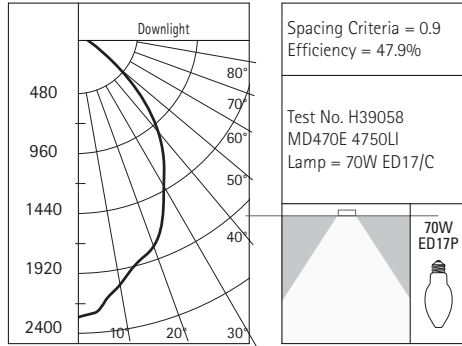 Downlight
80°
70°
60°
50°
40°
30°
20°
10°
480
960
1440
1920
2400
Spacing Criteria = 0.9
Efficiency = 47.9%
Test No. H39058
MD470E 4750LI
Lamp = 70W ED17/C
70W
ED17P